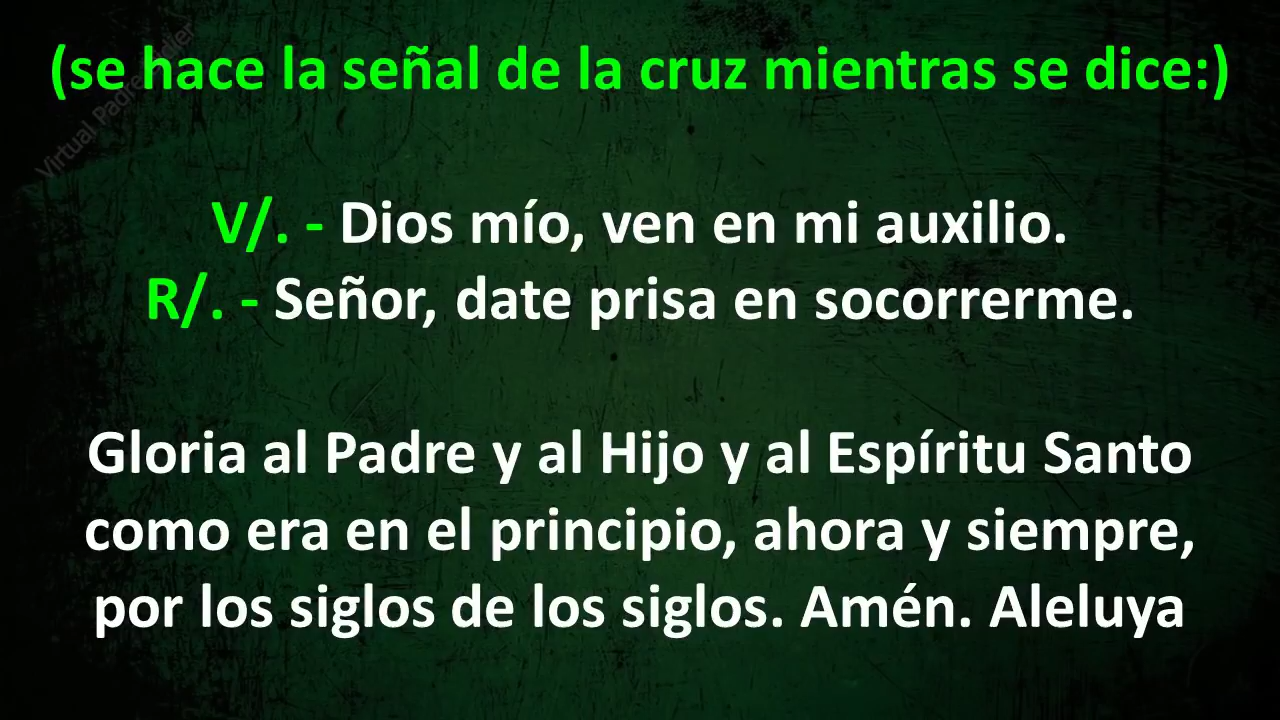 (se hace la señal de la cruz mientras se dice:)
V/. - Dios mío, ven en mi auxilio.
R/. - Señor, date prisa en socorrerme.
Gloria al Padre y al Hijo y al Espíritu Santo
como era en el principio, ahora y siempre,
por los siglos de los siglos. Amén. Aleluya
Virtual Padre